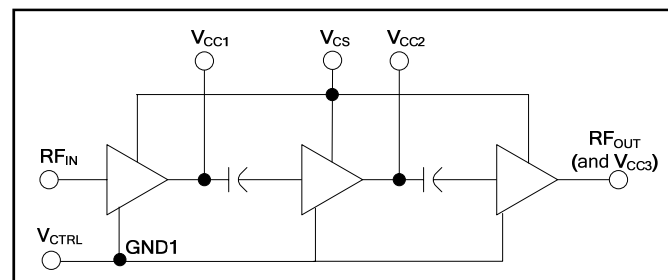 VCC1
VCS
VCC2
RFIN
RFOUT
(and VCC3)
VCTRL
GND1